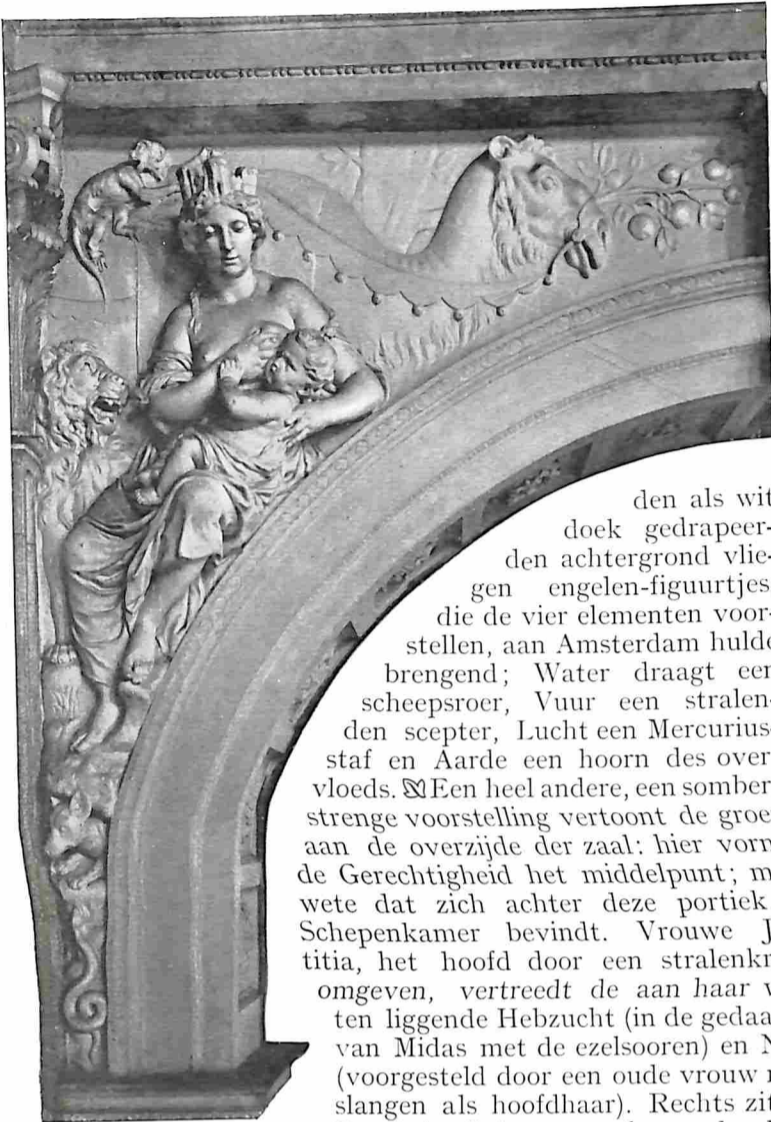 den als wit
doek gedrapeer-
den achtergrond vlie-
gen engelen-figuurtjes
die de vier elementen voor-
stellen, aan Amsterdam hulde
brengend; Water draagt een
scheepsroer, Vuur een stralen-
den scepter, Lucht een Mercurius-
staf en Aarde een hoorn des over
vloeds. Een heel andere, een somber
strenge voorstelling vertoont de groe
aan de overzijde der zaal: hier vorm
de Gerechtigheid het middelpunt; m
wete dat zich achter deze portiek
Schepenkamer bevindt. Vrouwe J
titia, het hoofd door een stralenkr
omgeven, vertreedt de aan haar v
ten liggende Hebzucht (in de gedaa
van Midas met de ezelsooren) en N
(voorgesteld door een oude vrouw
slangen als hoofdhaar). Rechts zit